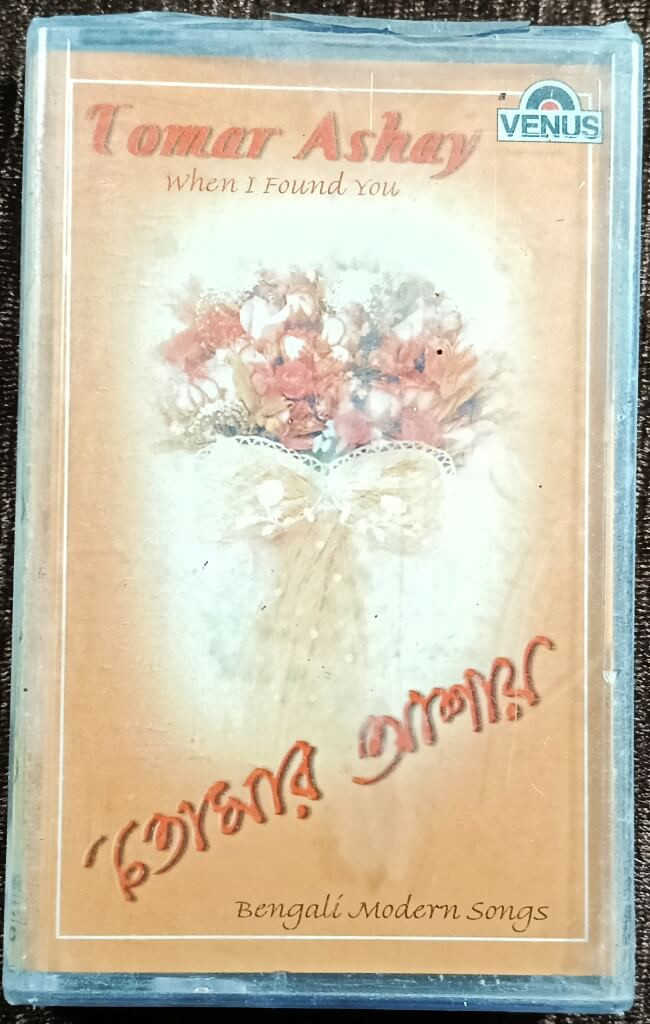 Tomar Ashay
VENUS
When I Found You
তোমার আশায়
Bengali Modern Songs